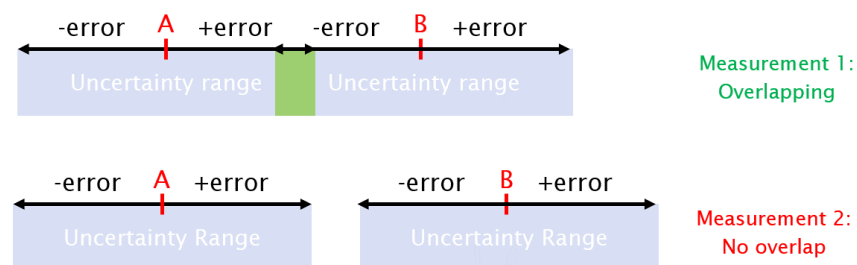 -error A +error -error B +error
Uncertainty range Uncertainty range
Measurement 1:
Overlapping
-error A +error -error B +error
Uncertainty Range Uncertainty Range
Measurement 2:
No overlap